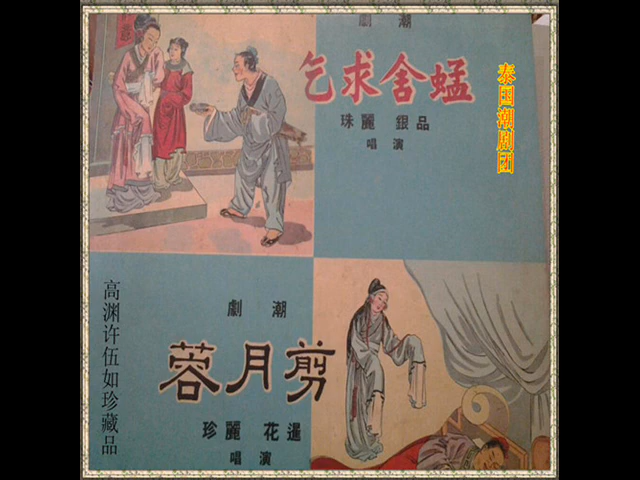 潮劇
蜢舍求乞
品銀 麗珠
演唱
泰国潮剧团
潮劇
剪月蓉
暹花 麗珍
演唱
高渊许伍如珍藏品